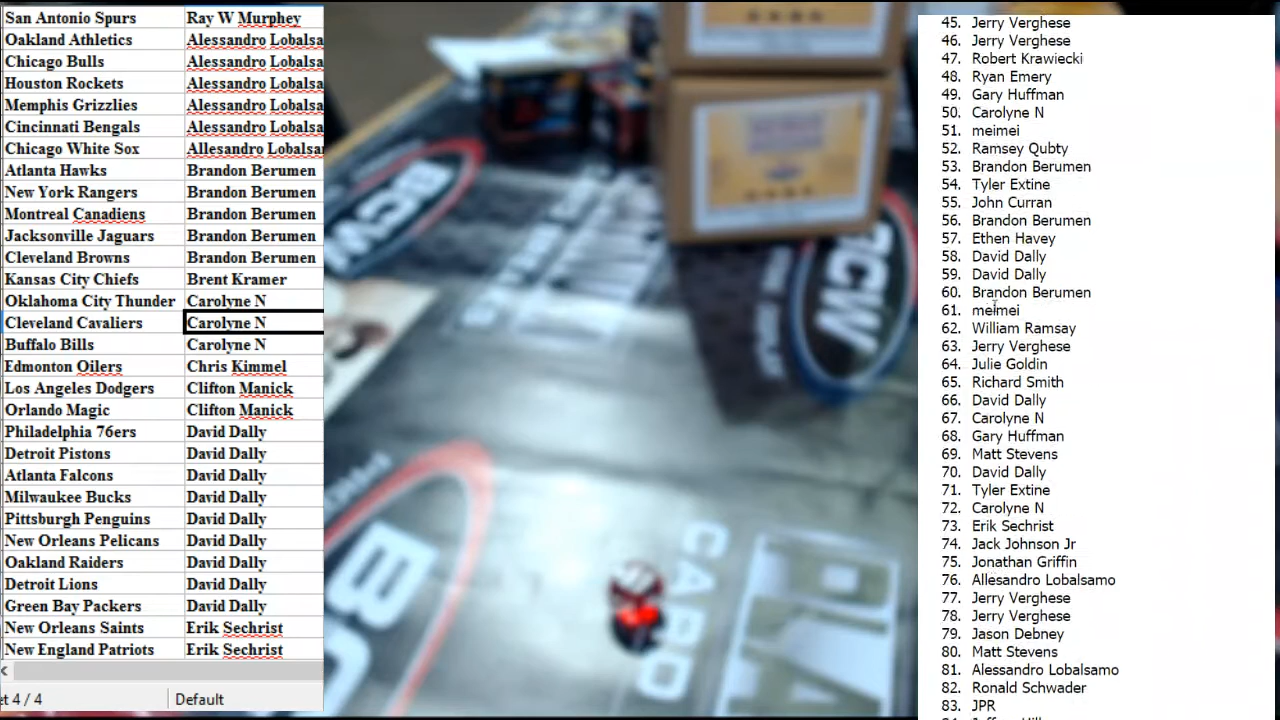 San Antonio Spurs Ray W Murphey
Oakland Athletics Alessandro Lobalsa
Chicago Bulls Alessandro Lobalsa
Houston Rockets Alessandro Lobalsa
Memphis Grizzlies Alessandro Lobalsa
Cincinnati Bengals Alessandro Lobalsa
Chicago White Sox Allesandro Lobalsa
Atlanta Hawks Brandon Berumen
New York Rangers Brandon Berumen
Montreal Canadiens Brandon Berumen
Jacksonville Jaguars Brandon Berumen
Cleveland Browns Brandon Berumen
Kansas City Chiefs Brent Kramer
Oklahoma City Thunder Carolyne N
Cleveland Cavaliers Carolyne N
Buffalo Bills Carolyne N
Edmonton Oilers Chris Kimmel
Los Angeles Dodgers Clifton Manick
Orlando Magic Clifton Manick
Philadelphia 76ers David Dally
Detroit Pistons David Dally
Atlanta Falcons David Dally
Milwaukee Bucks David Dally
Pittsburgh Penguins David Dally
New Orleans Pelicans David Dally
Oakland Raiders David Dally
Detroit Lions David Dally
Green Bay Packers David Dally
New Orleans Saints Erik Sechrist
New England Patriots Erik Sechrist
et 4 / 4 Default
BCW
BCW
BC
CARD
45. Jerry Verghese
46. Jerry Verghese
47. Robert Krawiecki
48. Ryan Emery
49. Gary Huffman
50. Carolyne N
51. meimei
52. Ramsey Qubty
53. Brandon Berumen
54. Tyler Extine
55. John Curran
56. Brandon Berumen
57. Ethen Havey
58. David Dally
59. David Dally
60. Brandon Berumen
61. meimei
62. William Ramsay
63. Jerry Verghese
64. Julie Goldin
65. Richard Smith
66. David Dally
67. Carolyne N
68. Gary Huffman
69. Matt Stevens
70. David Dally
71. Tyler Extine
72. Carolyne N
73. Erik Sechrist
74. Jack Johnson Jr
75. Jonathan Griffin
76. Allesandro Lobalsamo
77. Jerry Verghese
78. Jerry Verghese
79. Jason Debney
80. Matt Stevens
81. Alessandro Lobalsamo
82. Ronald Schwader
83. JPR